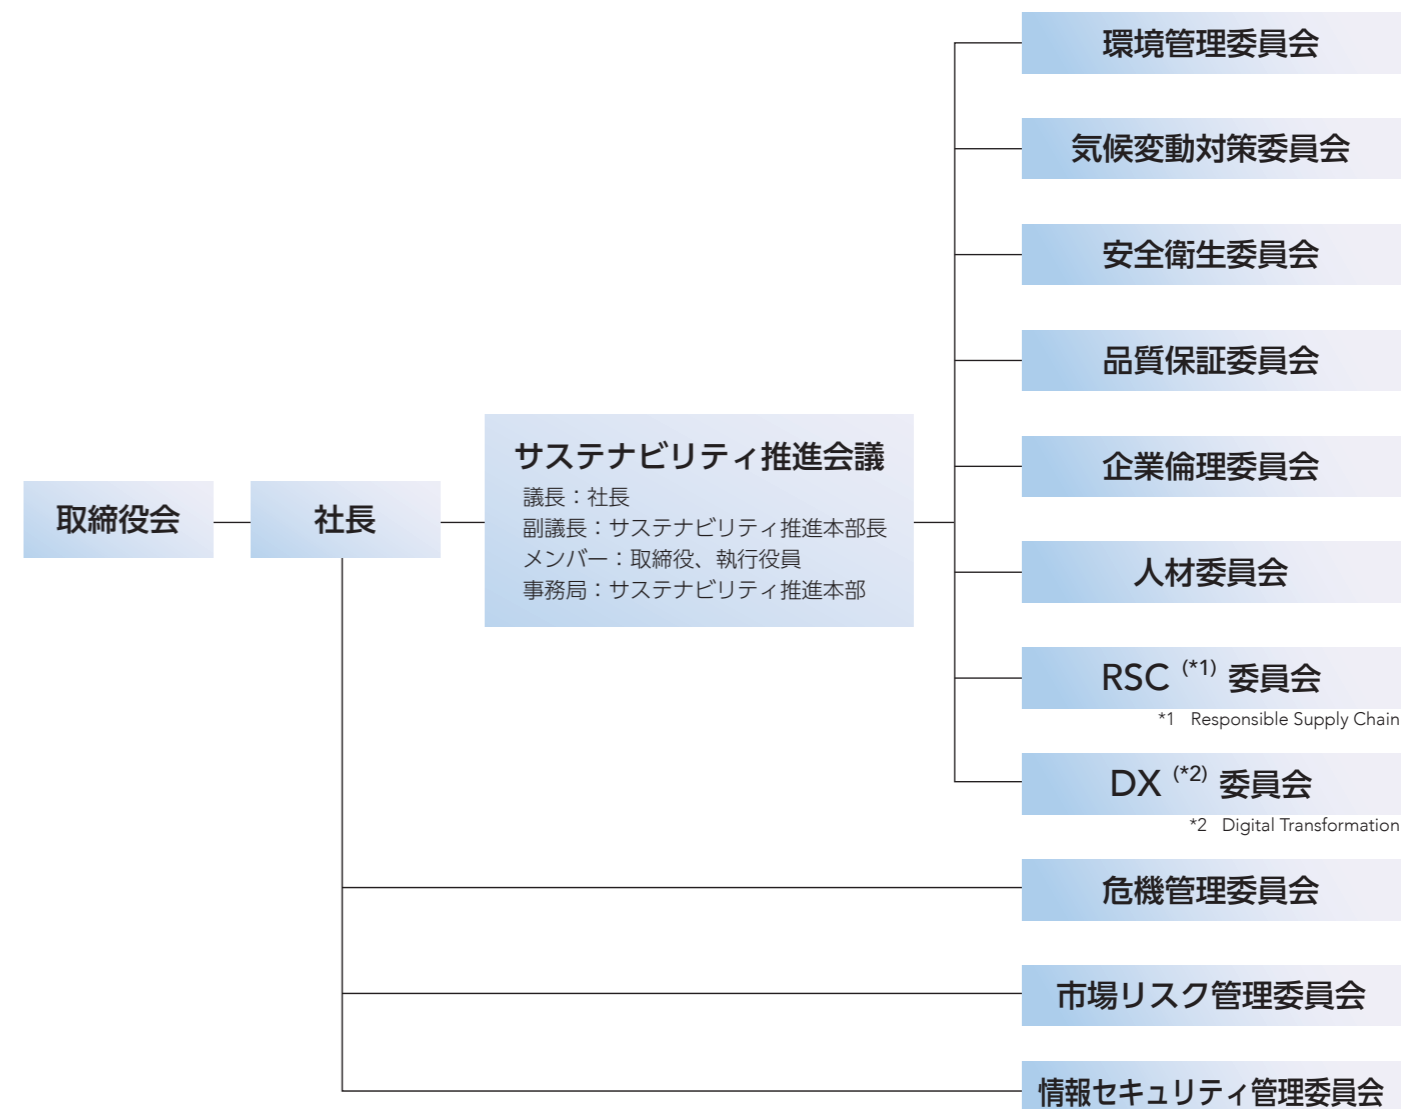 取締役会
社長
サステナビリティ推進会議
議長：社長
副議長：サステナビリティ推進本部長
メンバー：取締役、執行役員
事務局：サステナビリティ推進本部
環境管理委員会
気候変動対策委員会
安全衛生委員会
品質保証委員会
企業倫理委員会
人材委員会
RSC (*1) 委員会
*1 Responsible Supply Chain
DX (*2) 委員会
*2 Digital Transformation
危機管理委員会
市場リスク管理委員会
情報セキュリティ管理委員会